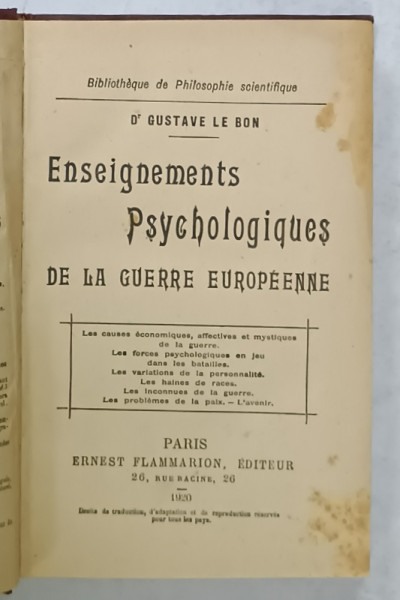 Bibliothèque de Philosophie scientifique
Dr GUSTAVE LE BON
Enseignements
Psychologiques
DE LA GUERRE EUROPÉENNE
Les causes économiques, affectives et mystiques
de la guerre.
Les forces psychologiques en jeu
dans les batailles.
Les variations de la personnalité.
Les haines de races.
Les inconnues de la guerre.
Les problèmes de la paix. — L'avenir.
PARIS
ERNEST FLAMMARION, ÉDITEUR
26, RUE RACINE, 26
1920
Droits de traduction, d'adaptation et de reproduction réservés
pour tous les pays.